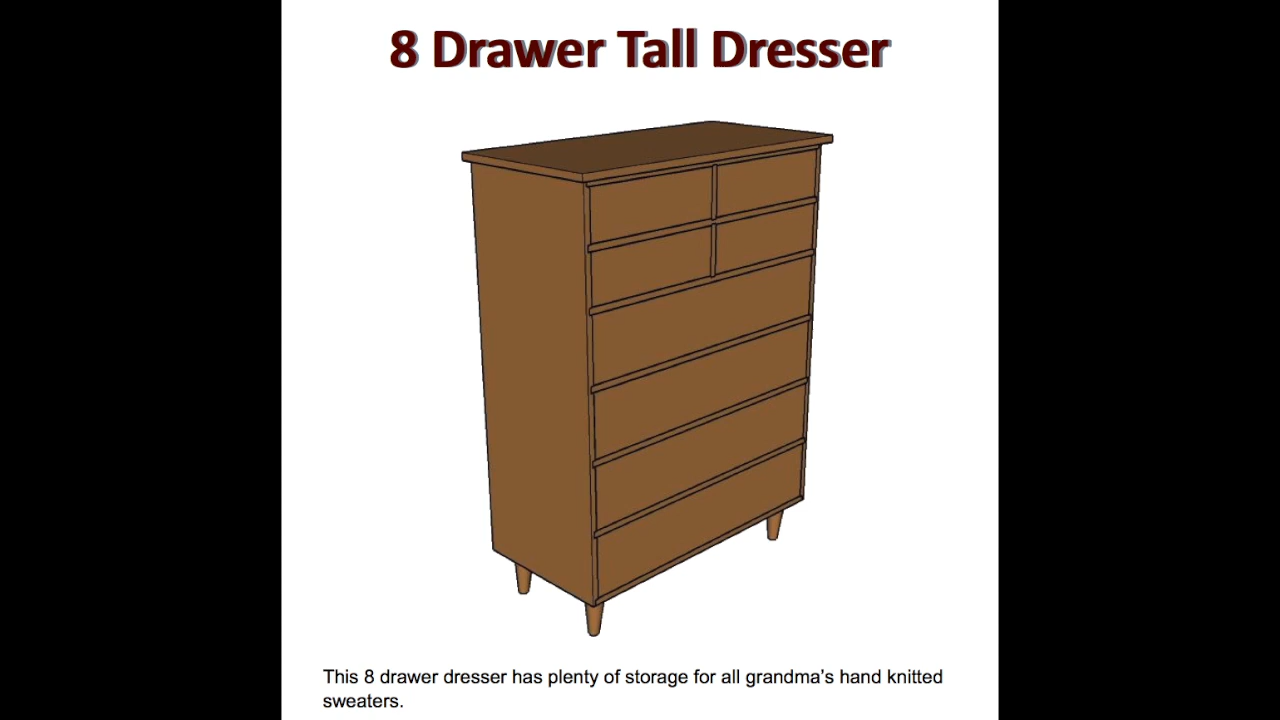 8 Drawer Tall Dresser
This 8 drawer dresser has plenty of storage for all grandma’s hand knitted
sweaters.